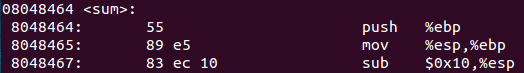 08048464 <sum>:
8048464: 55 push %ebp
8048465: 89 e5 mov %esp,%ebp
8048467: 83 ec 10 sub $0x10,%esp